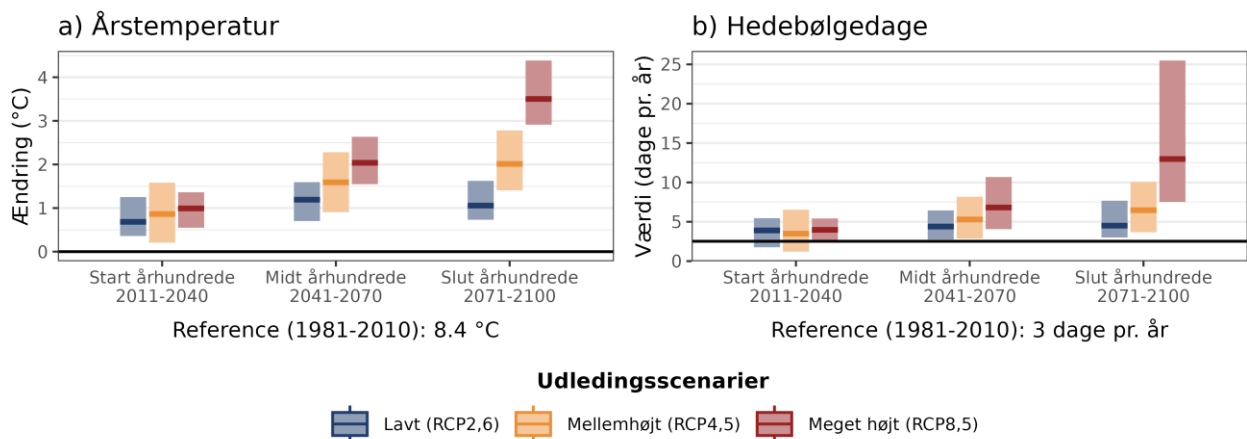 a) Årstemperatur
Ændring (°C)
4
3
2
1
0
Start århundrede
2011-2040
Midt århundrede
2041-2070
Slut århundrede
2071-2100
Reference (1981-2010): 8.4 °C
b) Hedebølgedage
Værdi (dage pr. år)
25
20
15
10
5
0
Start århundrede
2011-2040
Midt århundrede
2041-2070
Slut århundrede
2071-2100
Reference (1981-2010): 3 dage pr. år
Udledingsscenarier
Lavt (RCP2,6)
Mellemhøjt (RCP4,5)
Meget højt (RCP8,5)